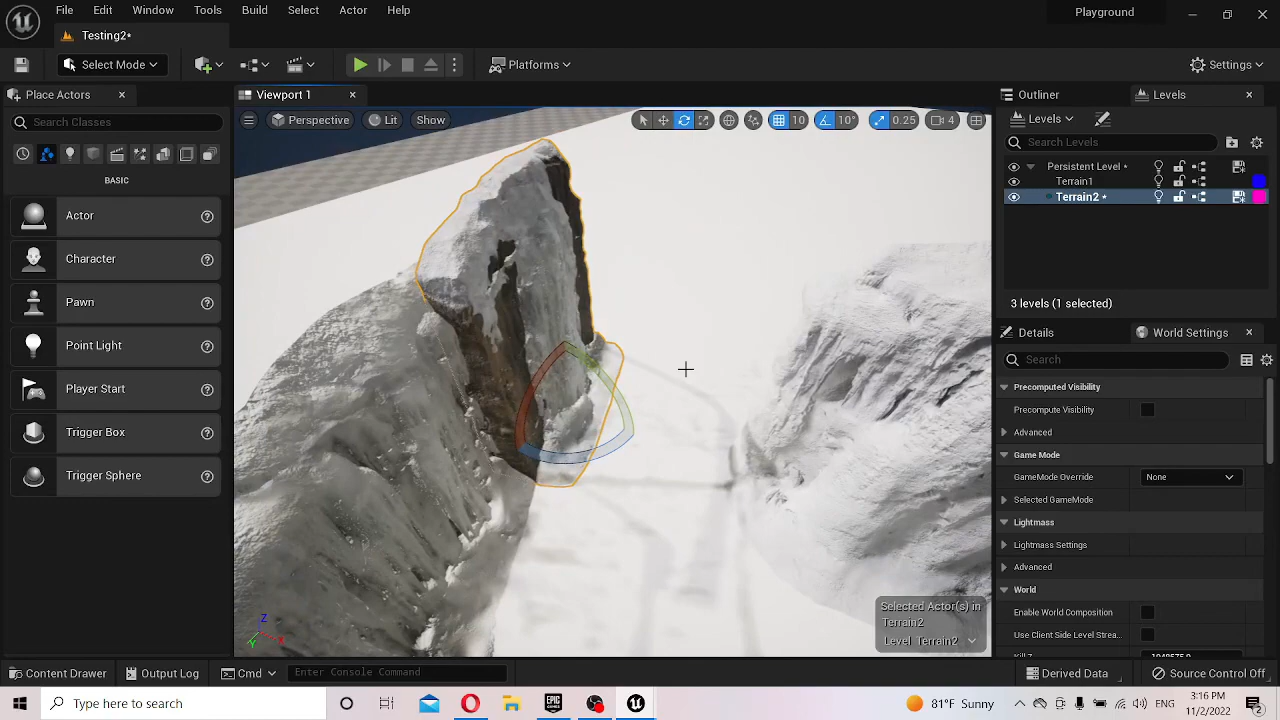 File Edit Window Tools Build Select Actor Help
Playground
Testing2*
Select Mode
Platforms
Settings
Place Actors
Viewport 1
Outliner
Levels
Search Classes
Perspective
Lit
Show
10
10°
0.25
4
Levels
Search Levels
BASIC
Persistent Level *
Terrain1
Terrain2 *
Actor
Character
Pawn
Point Light
Player Start
Trigger Box
Trigger Sphere
3 levels (1 selected)
Details
World Settings
Search
Precomputed Visibility
Precompute Visibility
Advanced
Game Mode
GameMode Override
None
Selected GameMode
Lightmass
Lightmass Settings
Advanced
World
Enable World Composition
Use Client Side Level Strea..
Selected Actor(s) in
Terrain2
Level: Terrain2
Z
X
Y
Content Drawer
Output Log
Cmd
Enter Console Command
Derived Data
Source Control Off
Type here to search
EPIC
GAMES
81°F Sunny
ENG
3:16 PM
11/2/2022
2